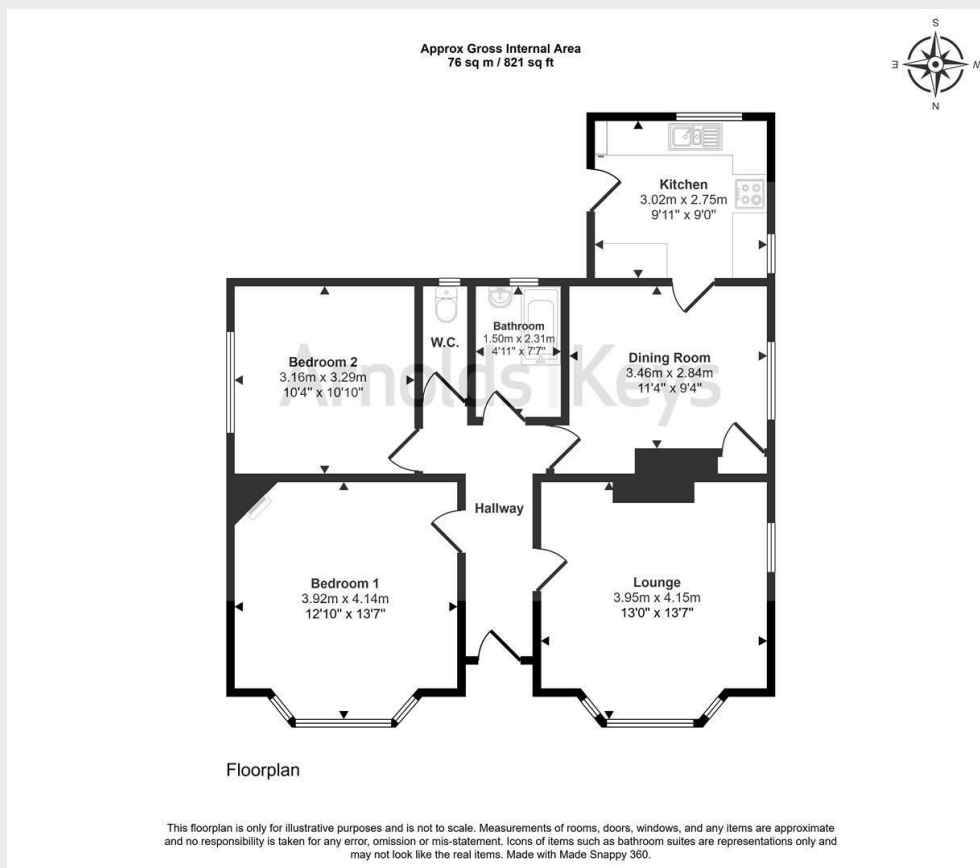 Approx Gross Internal Area
76 sq m / 821 sq ft
S
E
W
N
Kitchen
3.02m x 2.75m
9'11" x 9'0"
Bathroom
1.50m x 2.31m
4'11" x 7'7"
W.C.
Bedroom 2
3.16m x 3.29m
10'4" x 10'10"
Dining Room
3.46m x 2.84m
11'4" x 9'4"
Arnolds | Keys
Hallway
Bedroom 1
3.92m x 4.14m
12'10" x 13'7"
Lounge
3.95m x 4.15m
13'0" x 13'7"
Floorplan
This floorplan is only for illustrative purposes and is not to scale. Measurements of rooms, doors, windows, and any items are approximate
and no responsibility is taken for any error, omission or mis-statement. Icons of items such as bathroom suites are representations only and
may not look like the real items. Made with Made Snappy 360.